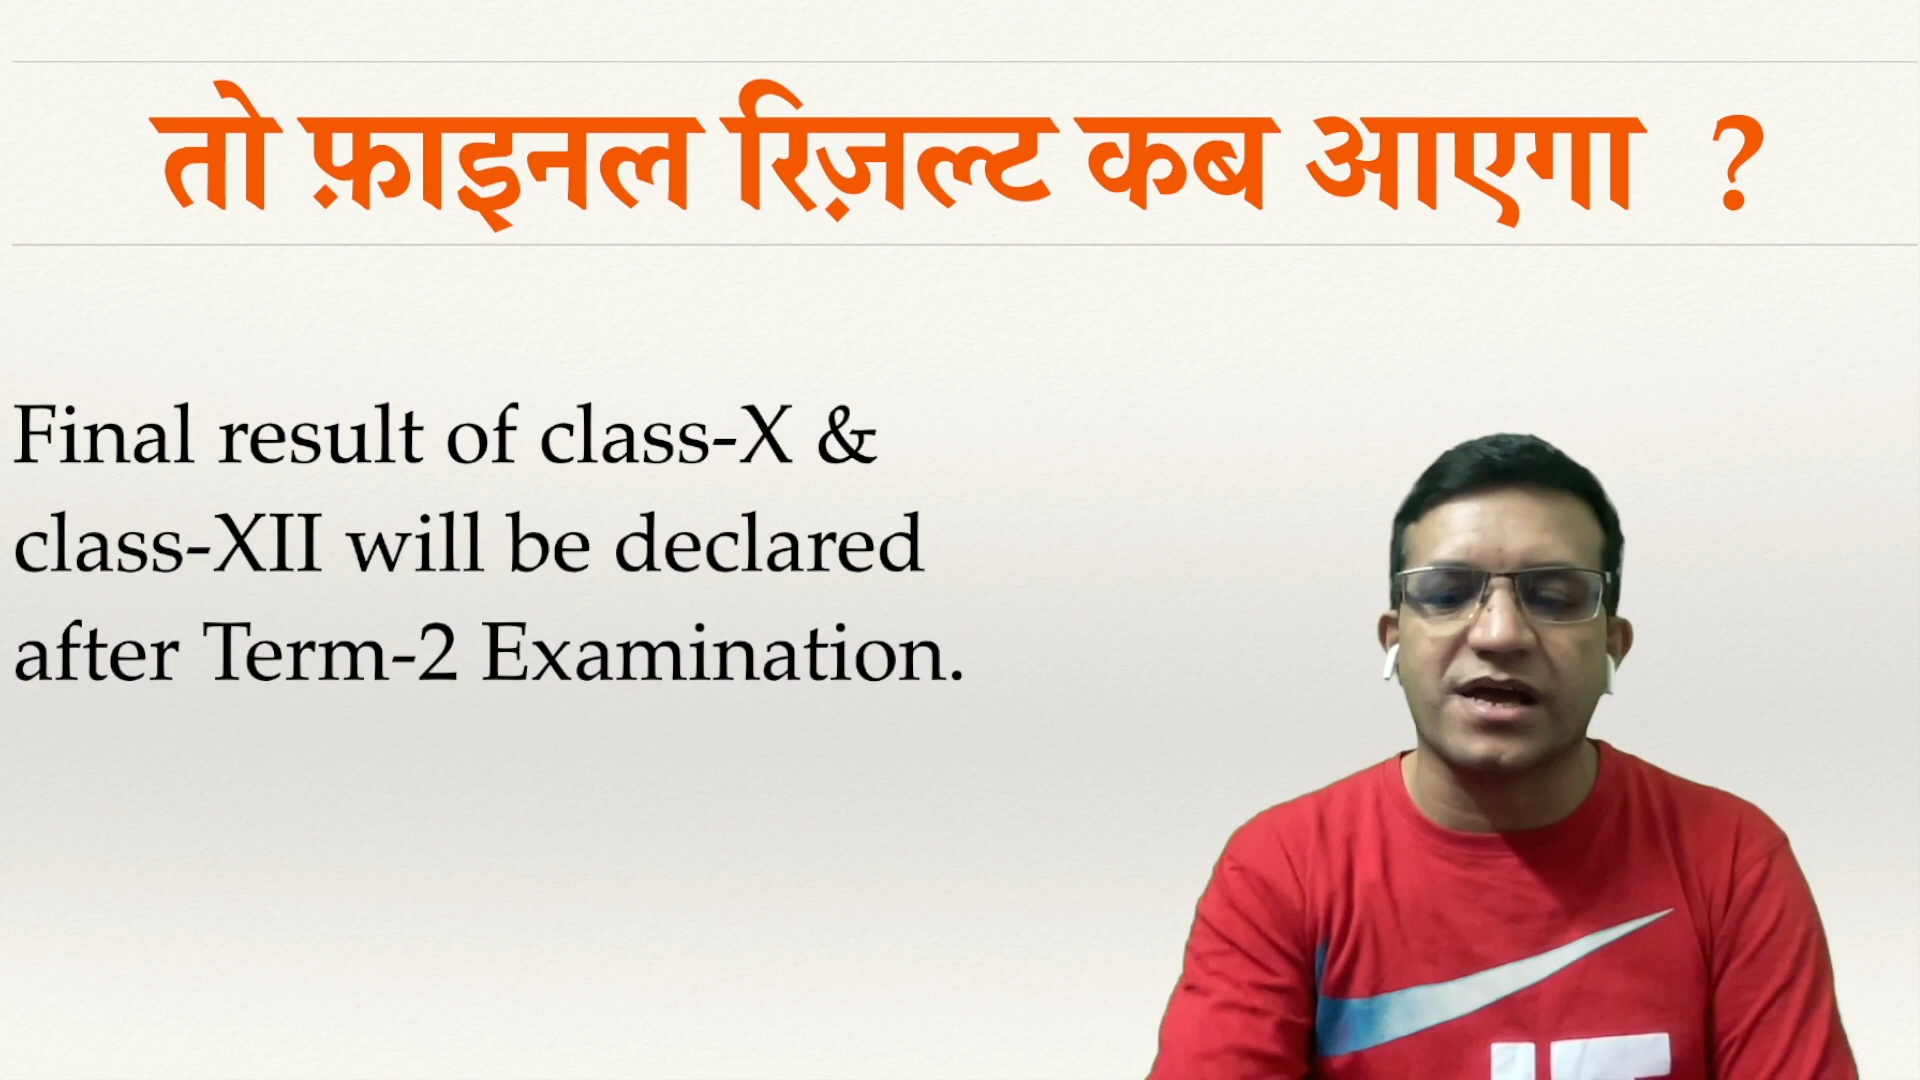 तो फ़ाइनल रिज़ल्ट कब आएगा ?
Final result of class-X &
class-XII will be declared
after Term-2 Examination.